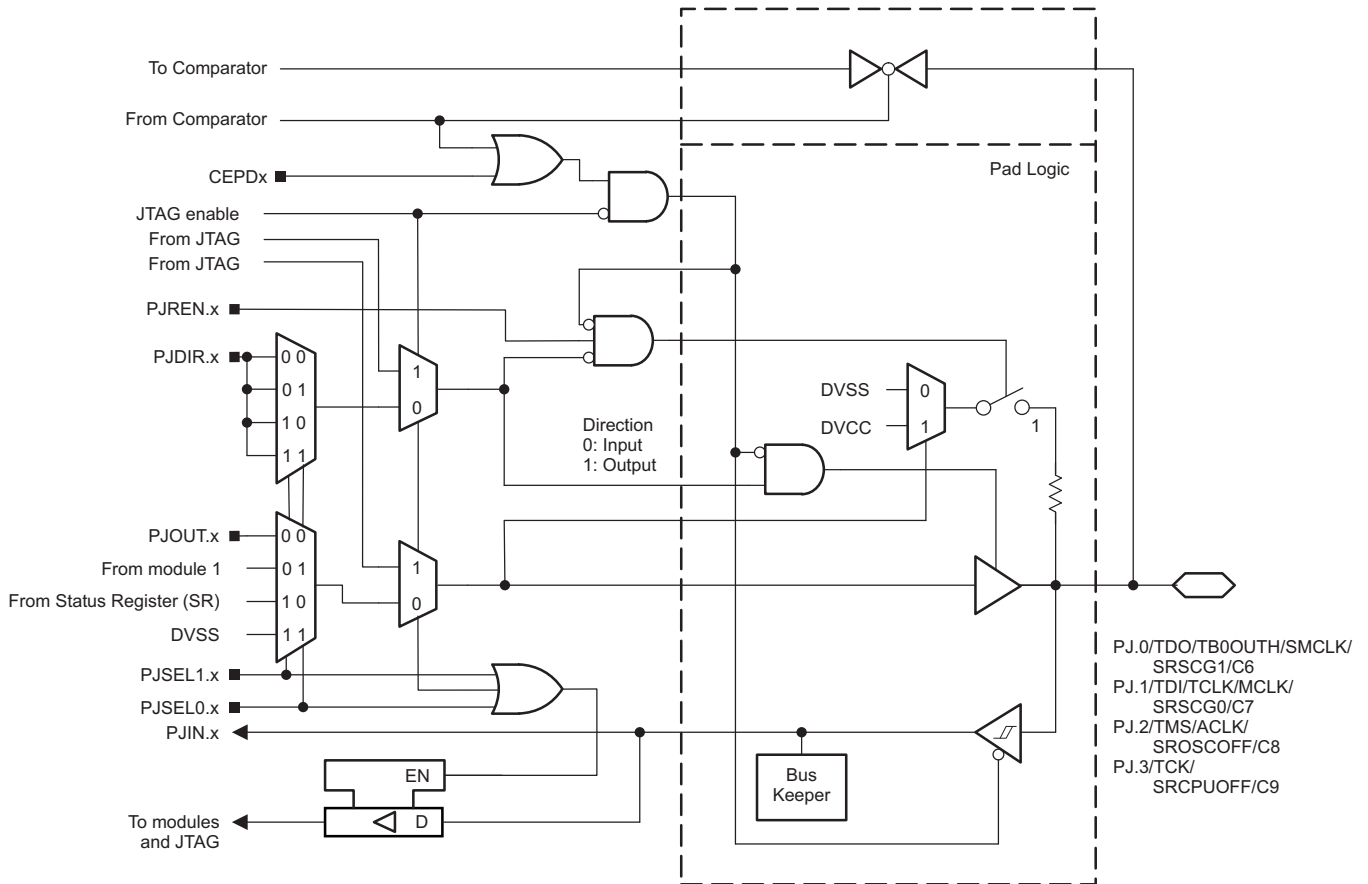 To Comparator
From Comparator
Pad Logic
CEPDx
JTAG enable
From JTAG
From JTAG
PJREN.x
PJDIR.x
0 0
0 1
1 0
1 1
1
0
DVSS
0
DVCC
1
1
Direction
0: Input
1: Output
PJOUT.x
0 0
From module 1
0 1
From Status Register (SR)
1 0
DVSS
1 1
1
0
PJSEL1.x
PJSEL0.x
PJIN.x
EN
D
To modules
and JTAG
Bus
Keeper
PJ.0/TDO/TB0OUTH/SMCLK/
SRSCG1/C6
PJ.1/TDI/TCLK/MCLK/
SRSCG0/C7
PJ.2/TMS/ACLK/
SROSCOFF/C8
PJ.3/TCK/
SRCPUOFF/C9